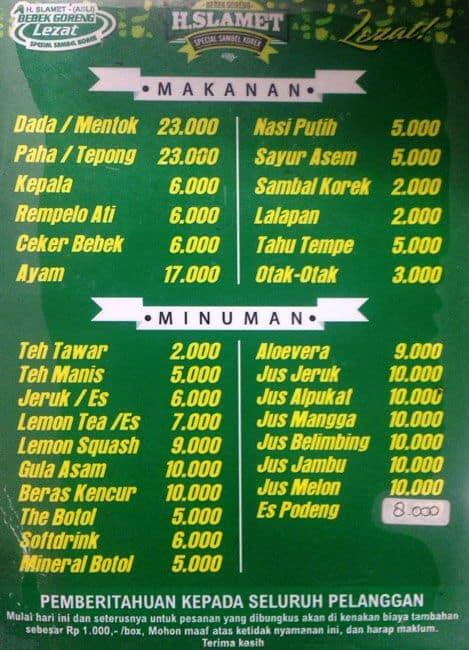 H. SLAMET - (ASLI)
BEBEK GORENG
Lezat
SPECIAL SAMBAL KOREK
BEBEK GORENG
H.SLAMET
SPECIAL SAMBEL KOREK
Lezat!
MAKANAN
Dada / Mentok 23.000
Paha / Tepong 23.000
Kepala 6.000
Rempelo Ati 6.000
Ceker Bebek 6.000
Ayam 17.000
Nasi Putih 5.000
Sayur Asem 5.000
Sambal Korek 2.000
Lalapan 2.000
Tahu Tempe 5.000
Otak-Otak 3.000
MINUMAN
Teh Tawar 2.000
Teh Manis 5.000
Jeruk / Es 6.000
Lemon Tea /Es 7.000
Lemon Squash 9.000
Gula Asam 10.000
Beras Kencur 10.000
The Botol 5.000
Softdrink 6.000
Mineral Botol 5.000
Aloevera 9.000
Jus Jeruk 10.000
Jus Alpukat 10.000
Jus Mangga 10.000
Jus Belimbing 10.000
Jus Jambu 10.000
Jus Melon 10.000
Es Podeng 8.000
PEMBERITAHUAN KEPADA SELURUH PELANGGAN
Mulai hari ini dan seterusnya untuk pesanan yang dibungkus akan di kenakan biaya tambahan
sebesar Rp 1.000,- /box, Mohon maaf atas ketidak nyamanan ini, dan harap maklum.
Terima kasih